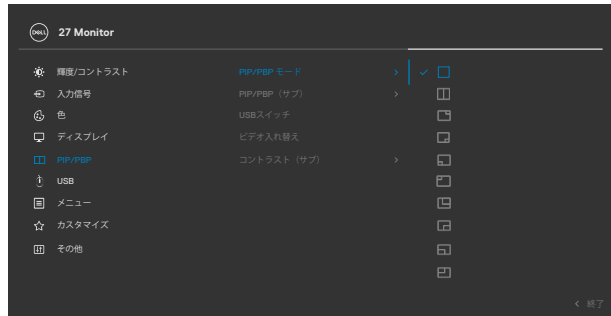 DELL 27 Monitor
輝度/コントラスト PIP/PBP モード
入力信号 PIP/PBP（サブ）
色 USBスイッチ
ディスプレイ ビデオ入れ替え
PIP/PBP コントラスト（サブ）
USB
メニュー
カスタマイズ
その他
終了